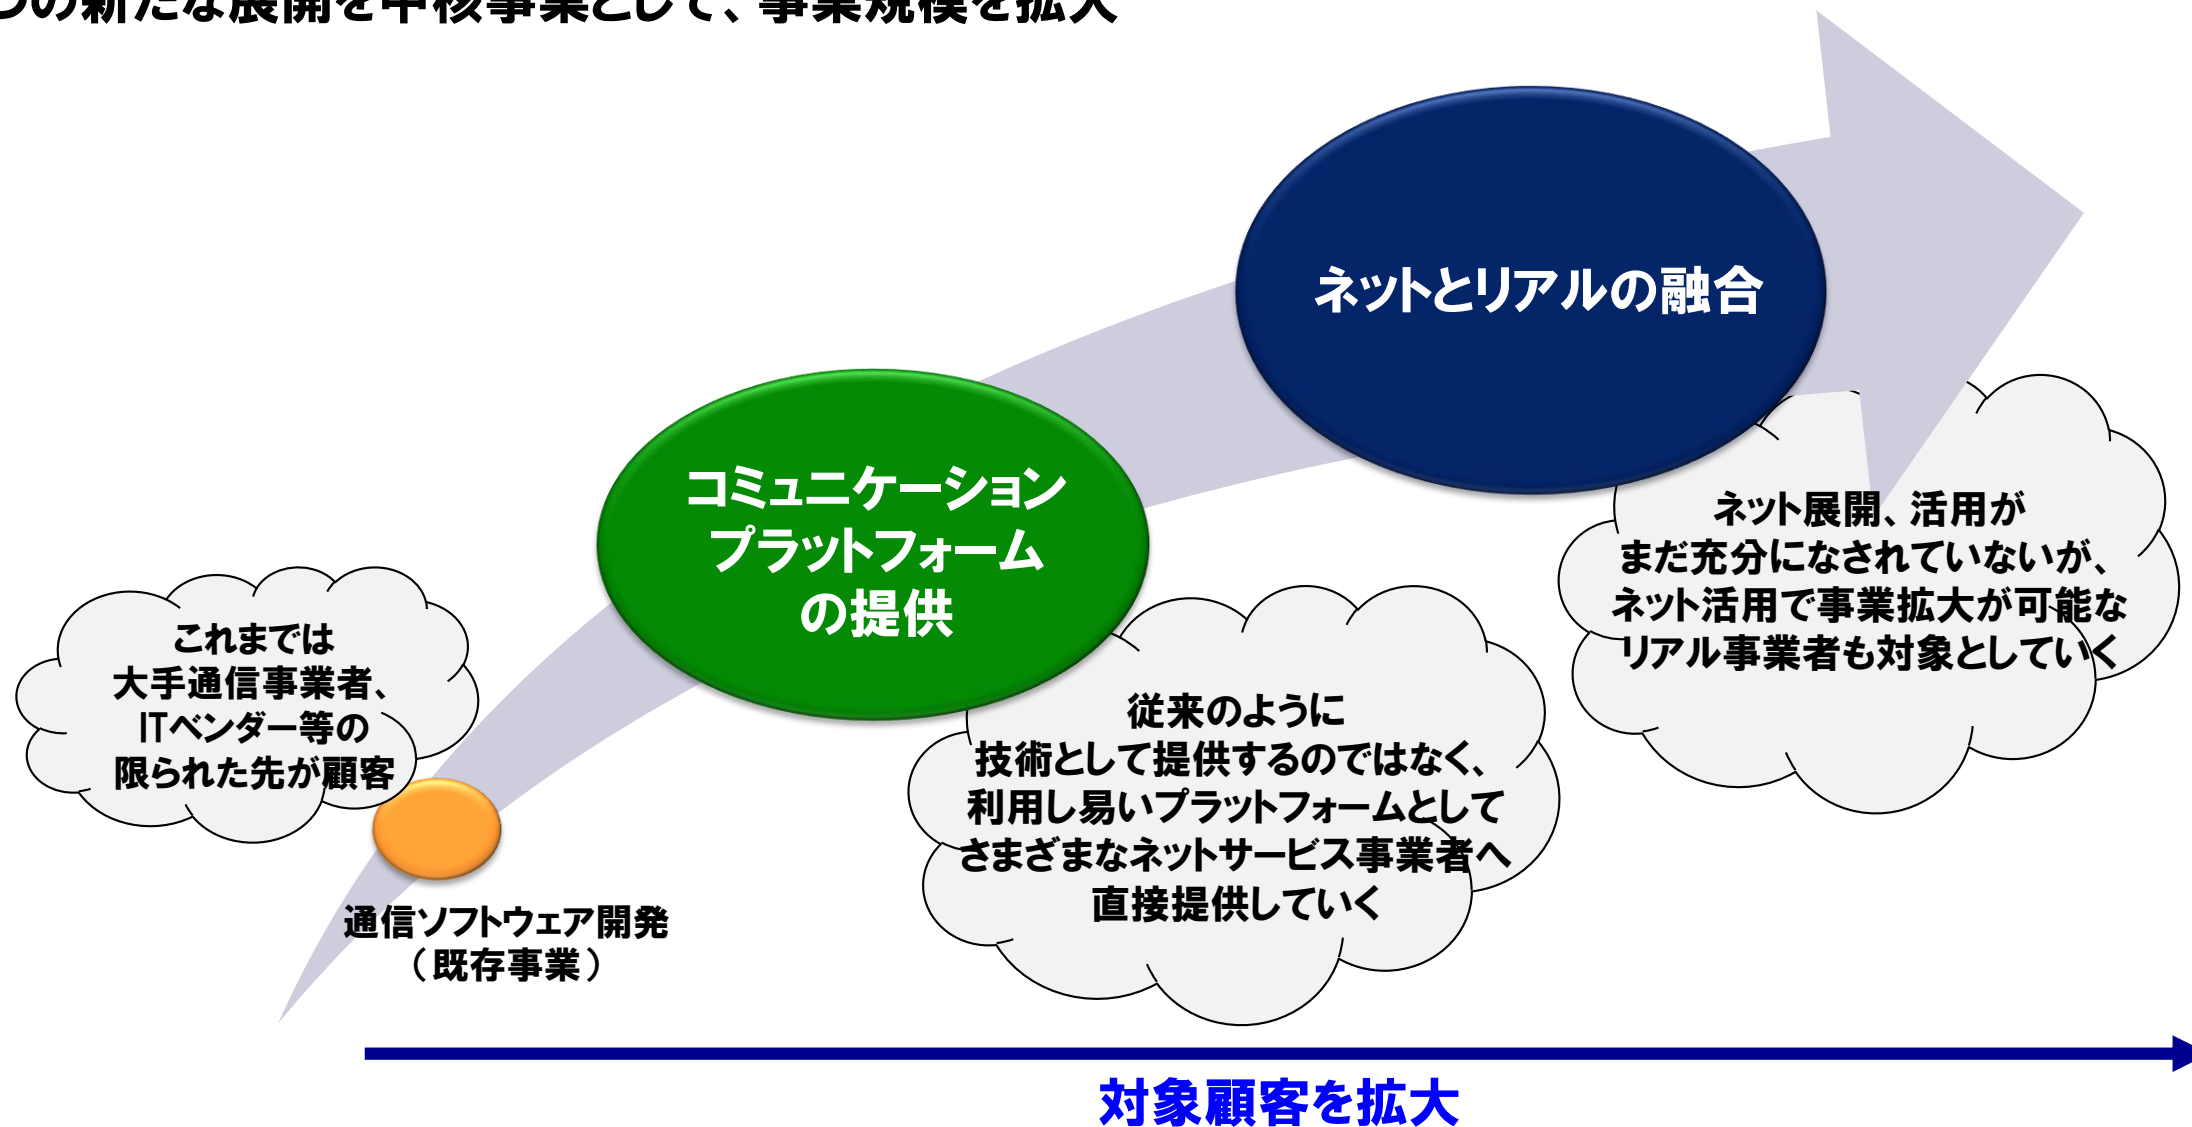 の新たな展開を中核事業として、事業規模を拡大
ネットとリアルの融合
コミュニケーション
プラットフォーム
の提供
ネット展開、活用が
まだ充分になされていないが、
ネット活用で事業拡大が可能な
リアル事業者も対象としていく
これまでは
大手通信事業者、
ITベンダー等の
限られた先が顧客
従来のように
技術として提供するのではなく、
利用し易いプラットフォームとして
さまざまなネットサービス事業者へ
直接提供していく
通信ソフトウェア開発
（既存事業）
対象顧客を拡大